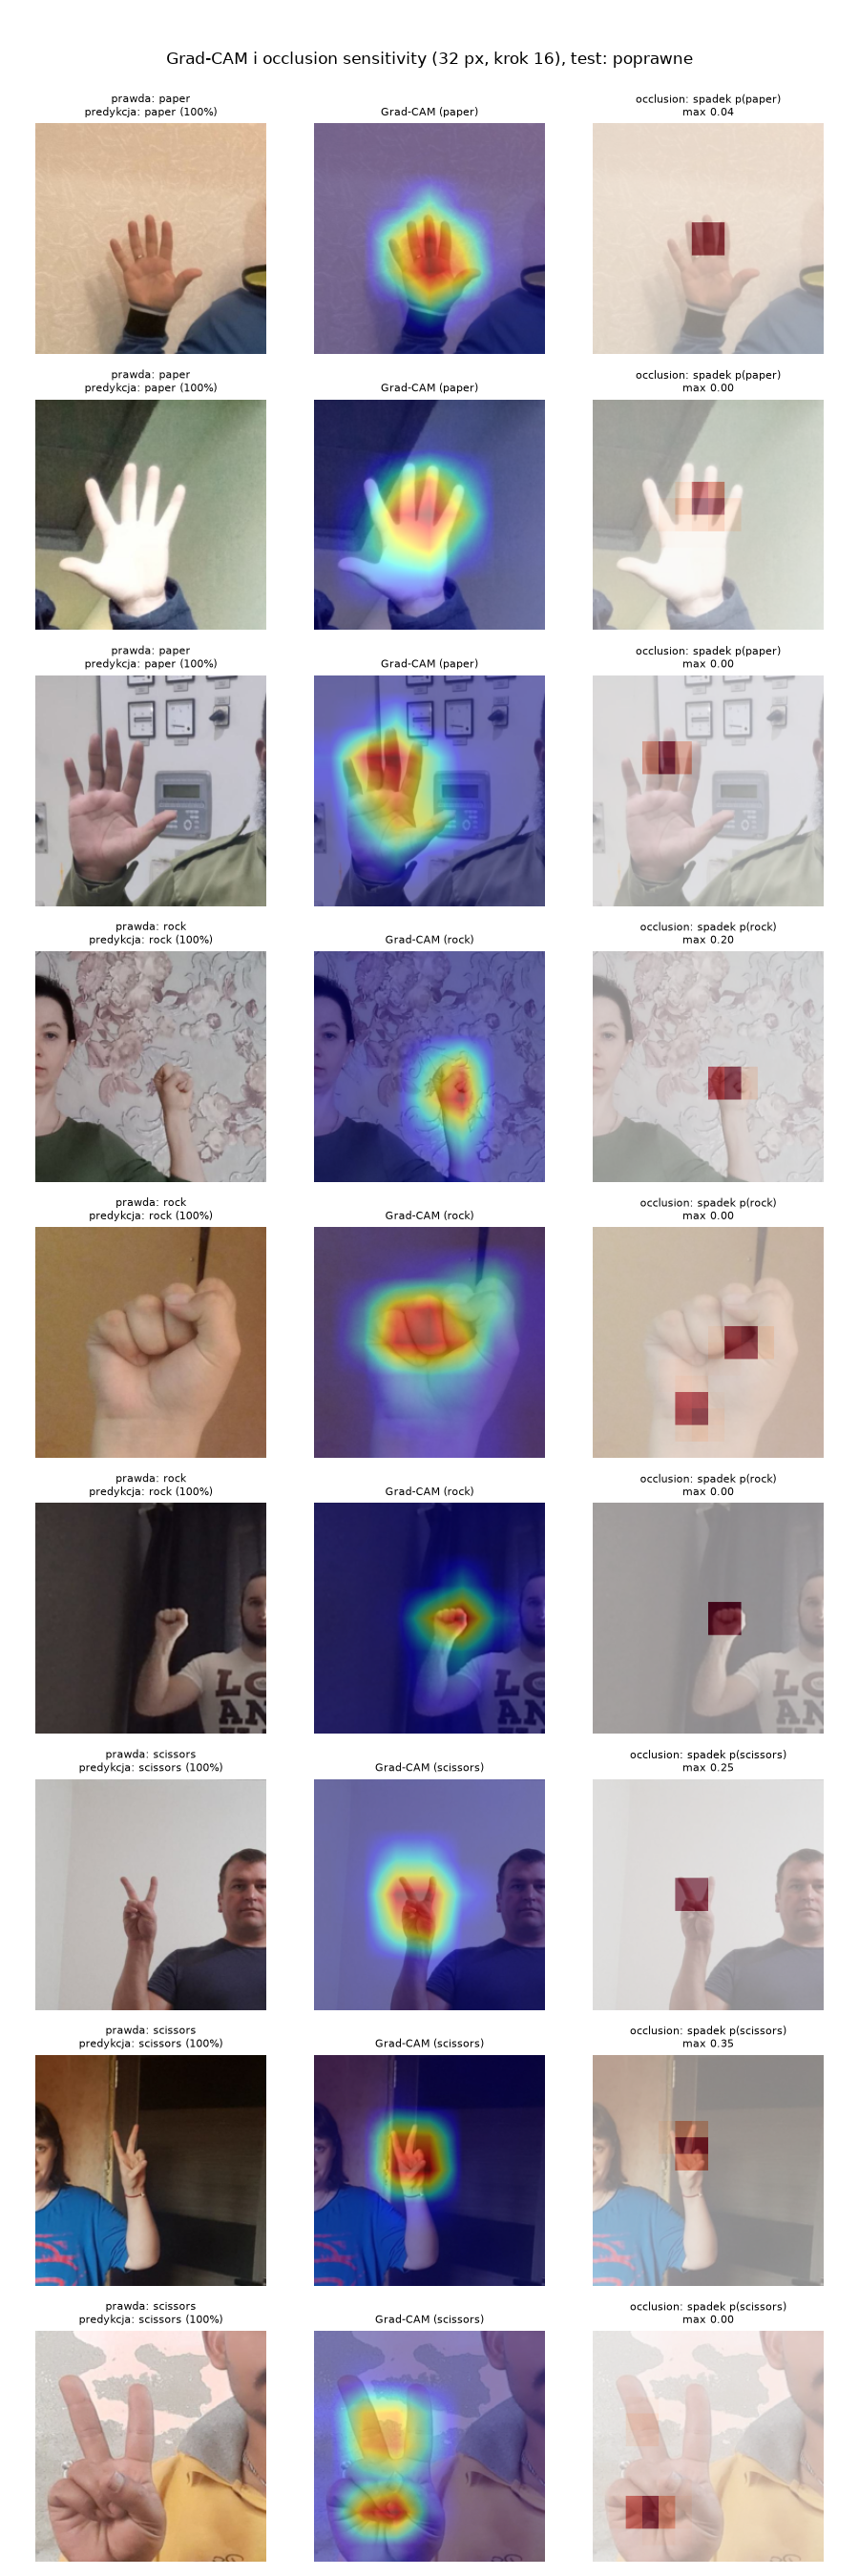 Grad-CAM i occlusion sensitivity (32 px, krok 16), test: poprawne
prawda: paper
predykcja: paper (100%)
Grad-CAM (paper)
occlusion: spadek p(paper)
max 0.04
prawda: paper
predykcja: paper (100%)
Grad-CAM (paper)
occlusion: spadek p(paper)
max 0.00
prawda: paper
predykcja: paper (100%)
Grad-CAM (paper)
occlusion: spadek p(paper)
max 0.00
prawda: rock
predykcja: rock (100%)
Grad-CAM (rock)
occlusion: spadek p(rock)
max 0.20
prawda: rock
predykcja: rock (100%)
Grad-CAM (rock)
occlusion: spadek p(rock)
max 0.00
prawda: rock
predykcja: rock (100%)
Grad-CAM (rock)
occlusion: spadek p(rock)
max 0.00
LO
AN
LO
AN
LO
AN
prawda: scissors
predykcja: scissors (100%)
Grad-CAM (scissors)
occlusion: spadek p(scissors)
max 0.25
prawda: scissors
predykcja: scissors (100%)
Grad-CAM (scissors)
occlusion: spadek p(scissors)
max 0.35
prawda: scissors
predykcja: scissors (100%)
Grad-CAM (scissors)
occlusion: spadek p(scissors)
max 0.00